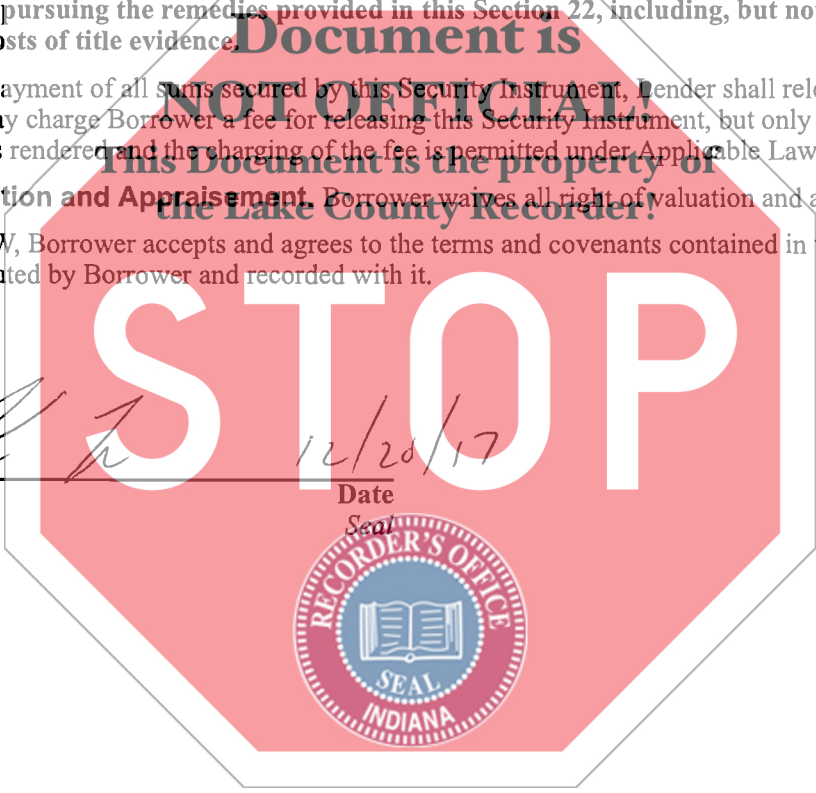 pursuing the remedies provided in this Section 22, including, but no
sts of title evidence.
Document is
ayment of all sums secured by this Security Instrument, Lender shall rel
NOT OFFICIAL!
y charge Borrower a fee for releasing this Security Instrument, but only
rendered and the charging of the fee is permitted under Applicable Law
This Document is the property of
tion and Appraisement. Borrower waives all right of valuation and a
the Lake County Recorder!
, Borrower accepts and agrees to the terms and covenants contained in
ted by Borrower and recorded with it.
STOP
12/20/17
Date
Seal
RECORDER'S OFFICE
SEAL
INDIANA